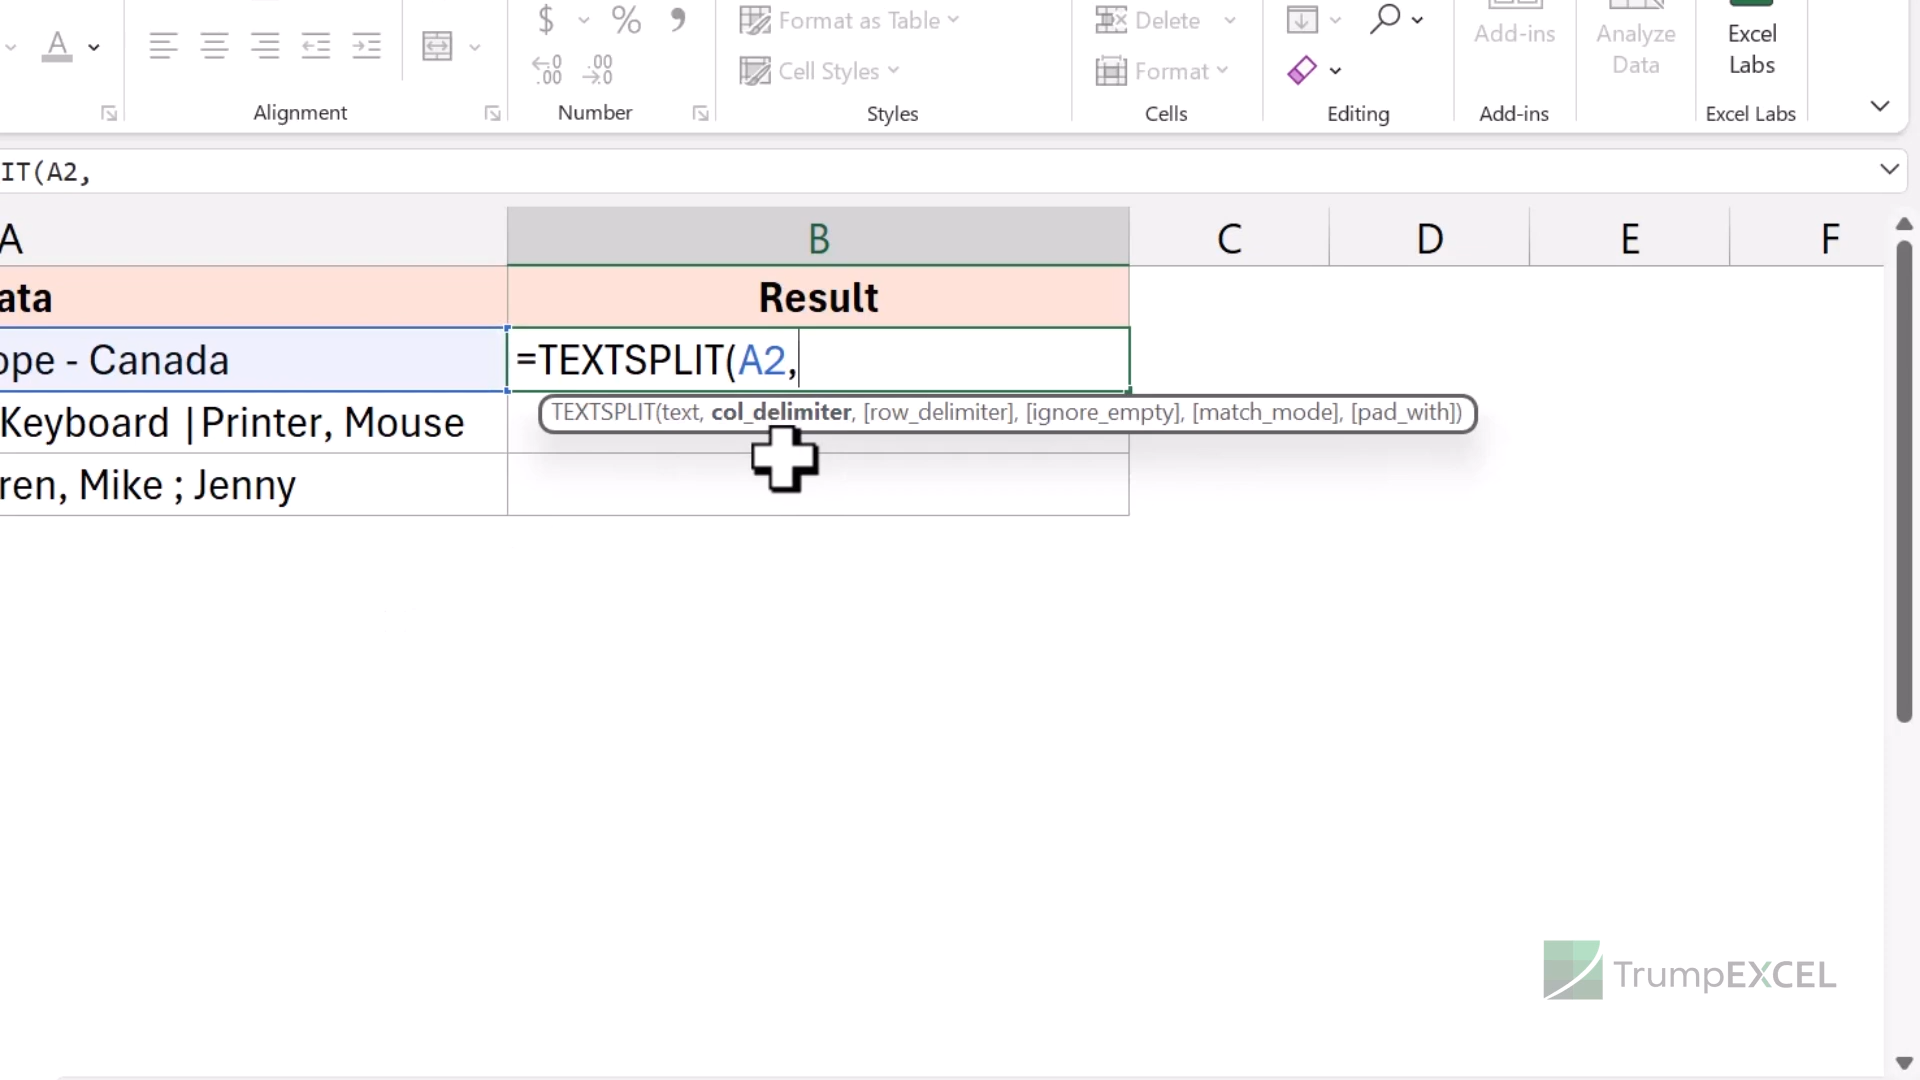 Format as Table
Delete
Cell Styles
Format
Add-ins
Analyze
Data
Excel
Labs
Alignment
Number
Styles
Cells
Editing
Add-ins
Excel Labs
IT(A2,
A B C D E F
ata Result
ope - Canada =TEXTSPLIT(A2,
TEXTSPLIT(text, col_delimiter, [row_delimiter], [ignore_empty], [match_mode], [pad_with])
Keyboard |Printer, Mouse
ren, Mike ; Jenny
TrumpEXCEL